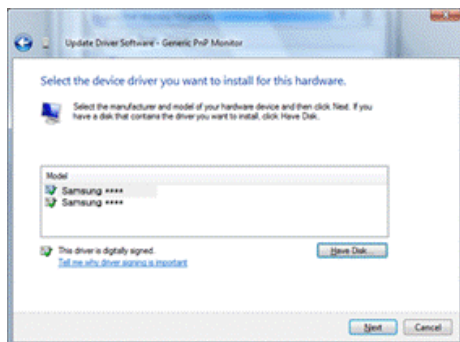 Update Driver Software - Generic PnP Monitor
Select the device driver you want to install for this hardware.
Select the manufacturer and model of your hardware device and then click Next. If you
have a disk that contains the driver you want to install, click Have Disk.
Model
Samsung ****
Samsung ****
This driver is digitally signed.
Have Disk...
Tell me why driver signing is important
Next
Cancel